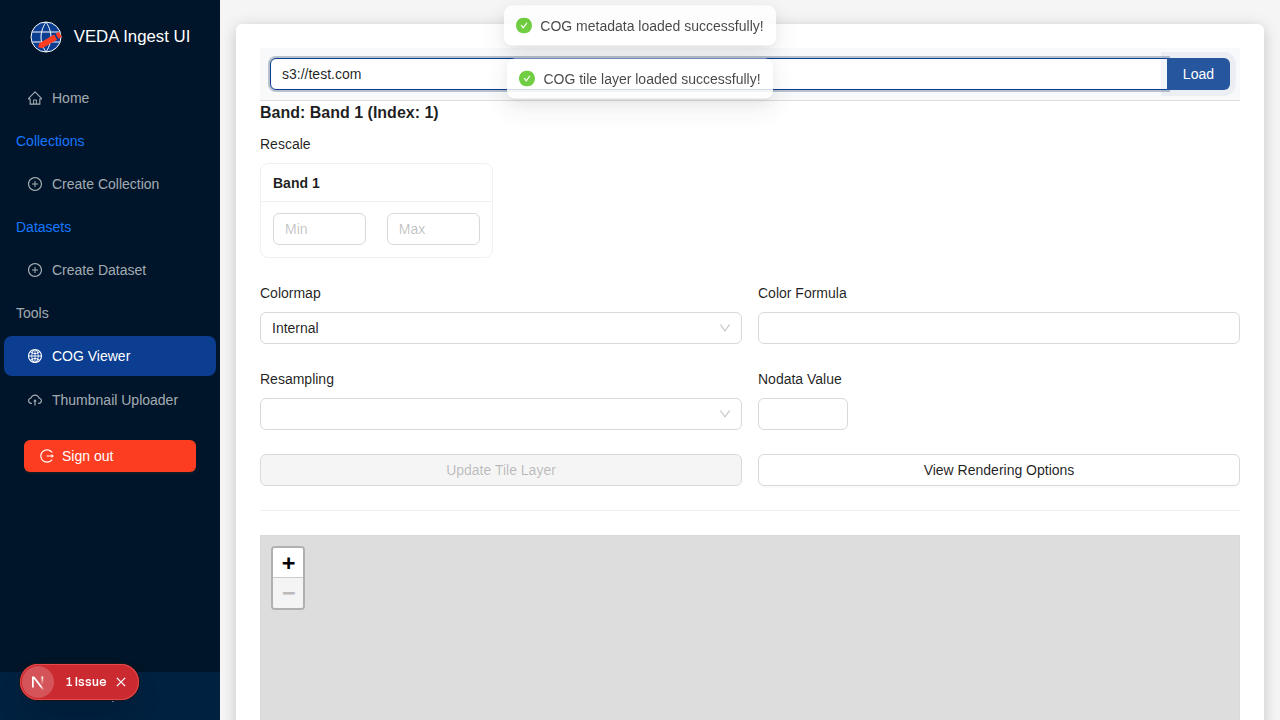 VEDA Ingest UI
Home
Collections
Create Collection
Datasets
Create Dataset
Tools
COG Viewer
Thumbnail Uploader
Sign out
1 Issue
COG metadata loaded successfully!
s3://test.com
Load
COG tile layer loaded successfully!
Band: Band 1 (Index: 1)
Rescale
Band 1
Min
Max
Colormap
Color Formula
Internal
Resampling
Nodata Value
Update Tile Layer
View Rendering Options
+
−